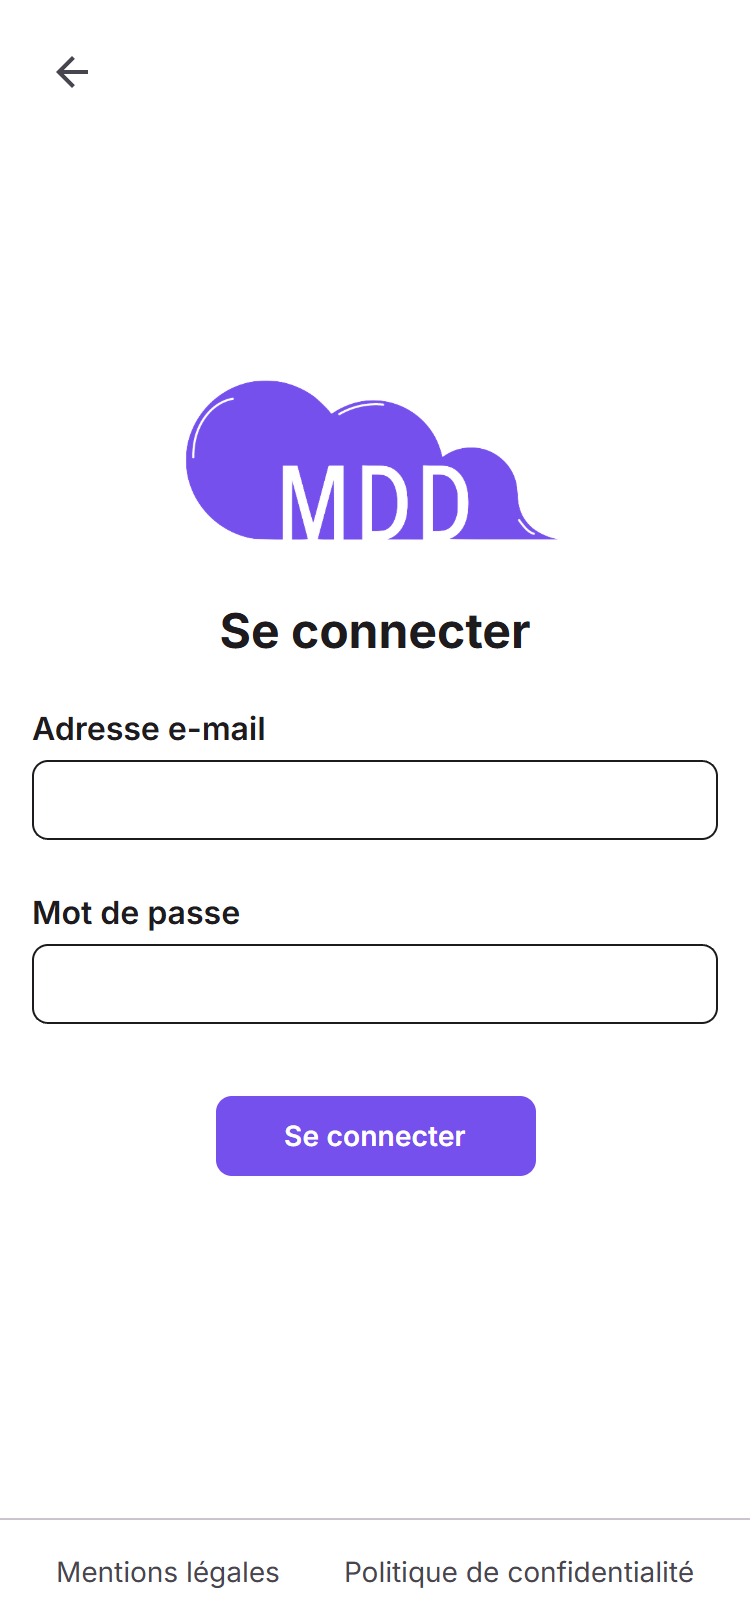 MDD
Se connecter
Adresse e-mail
Mot de passe
Se connecter
Mentions légales Politique de confidentialité